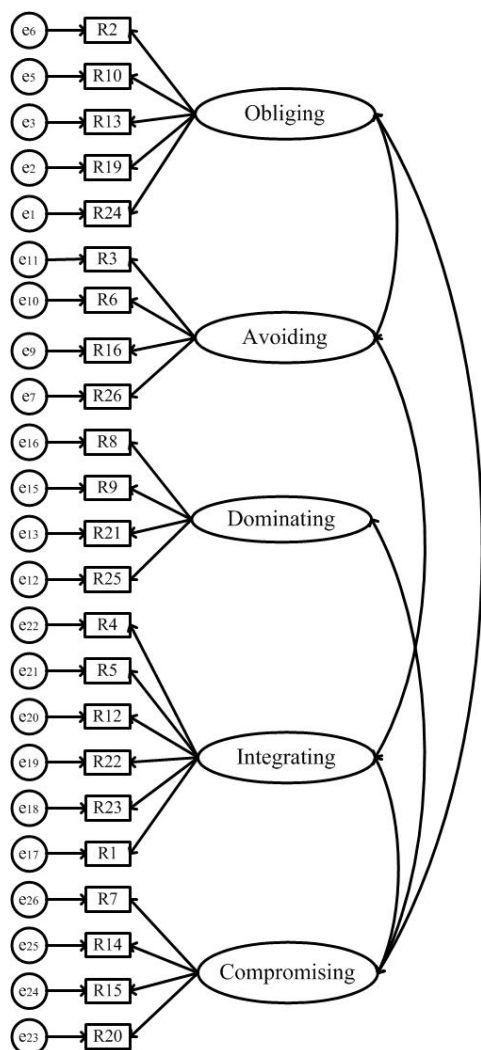 e6 R2
e5 R10
Obliging
e3 R13
e2 R19
e1 R24
e11 R3
e10 R6
Avoiding
e9 R16
e7 R26
e16 R8
e15 R9
Dominating
e13 R21
e12 R25
e22 R4
e21 R5
e20 R12
Integrating
e19 R22
e18 R23
e17 R1
e26 R7
e25 R14
Compromising
e24 R15
e23 R20